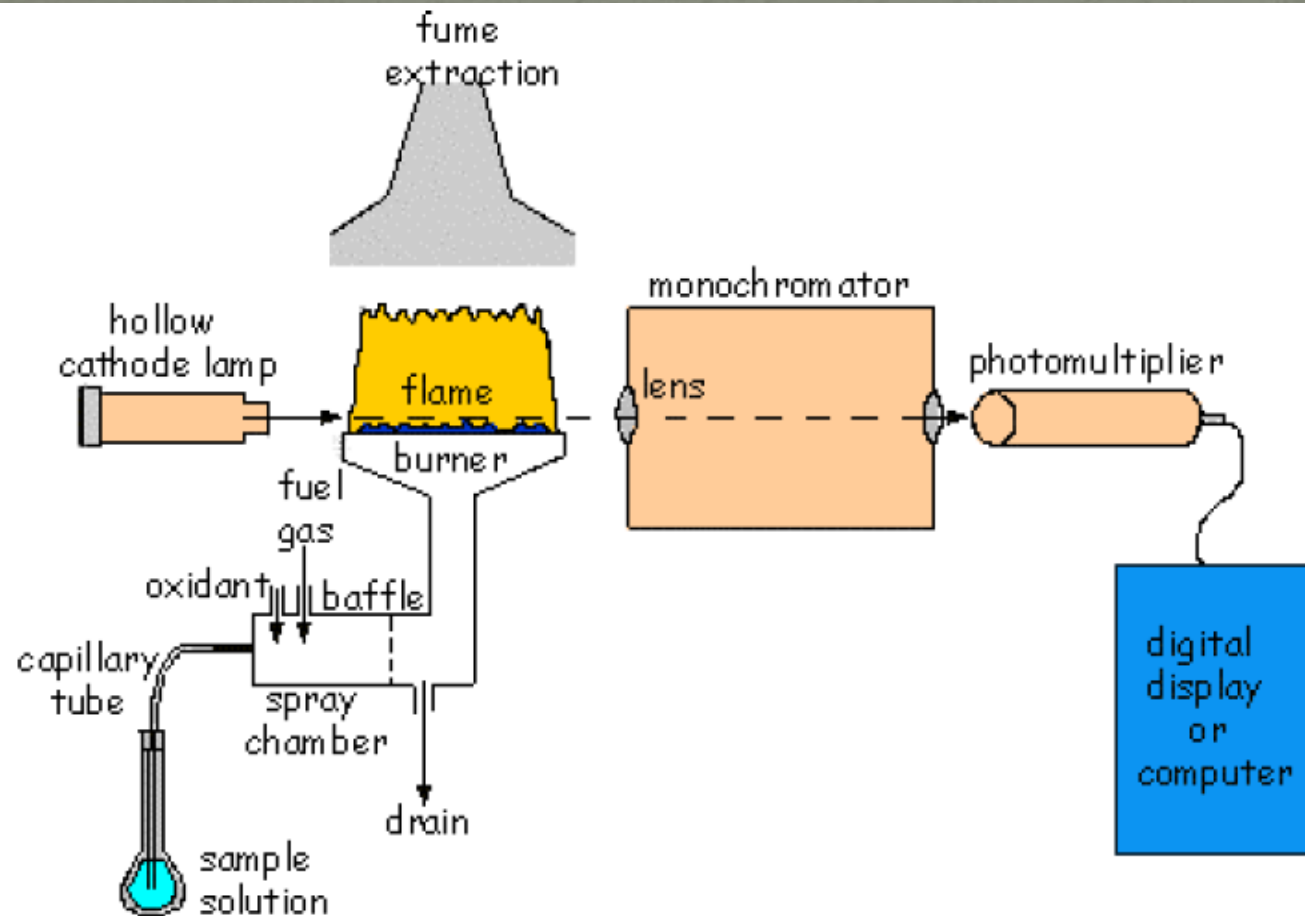 fume
extraction
hollow
cathode lamp
flame
burner
monochromator
lens
photomultiplier
fuel
gas
oxidant
baffle
capillary
tube
spray
chamber
drain
sample
solution
digital
display
or
computer